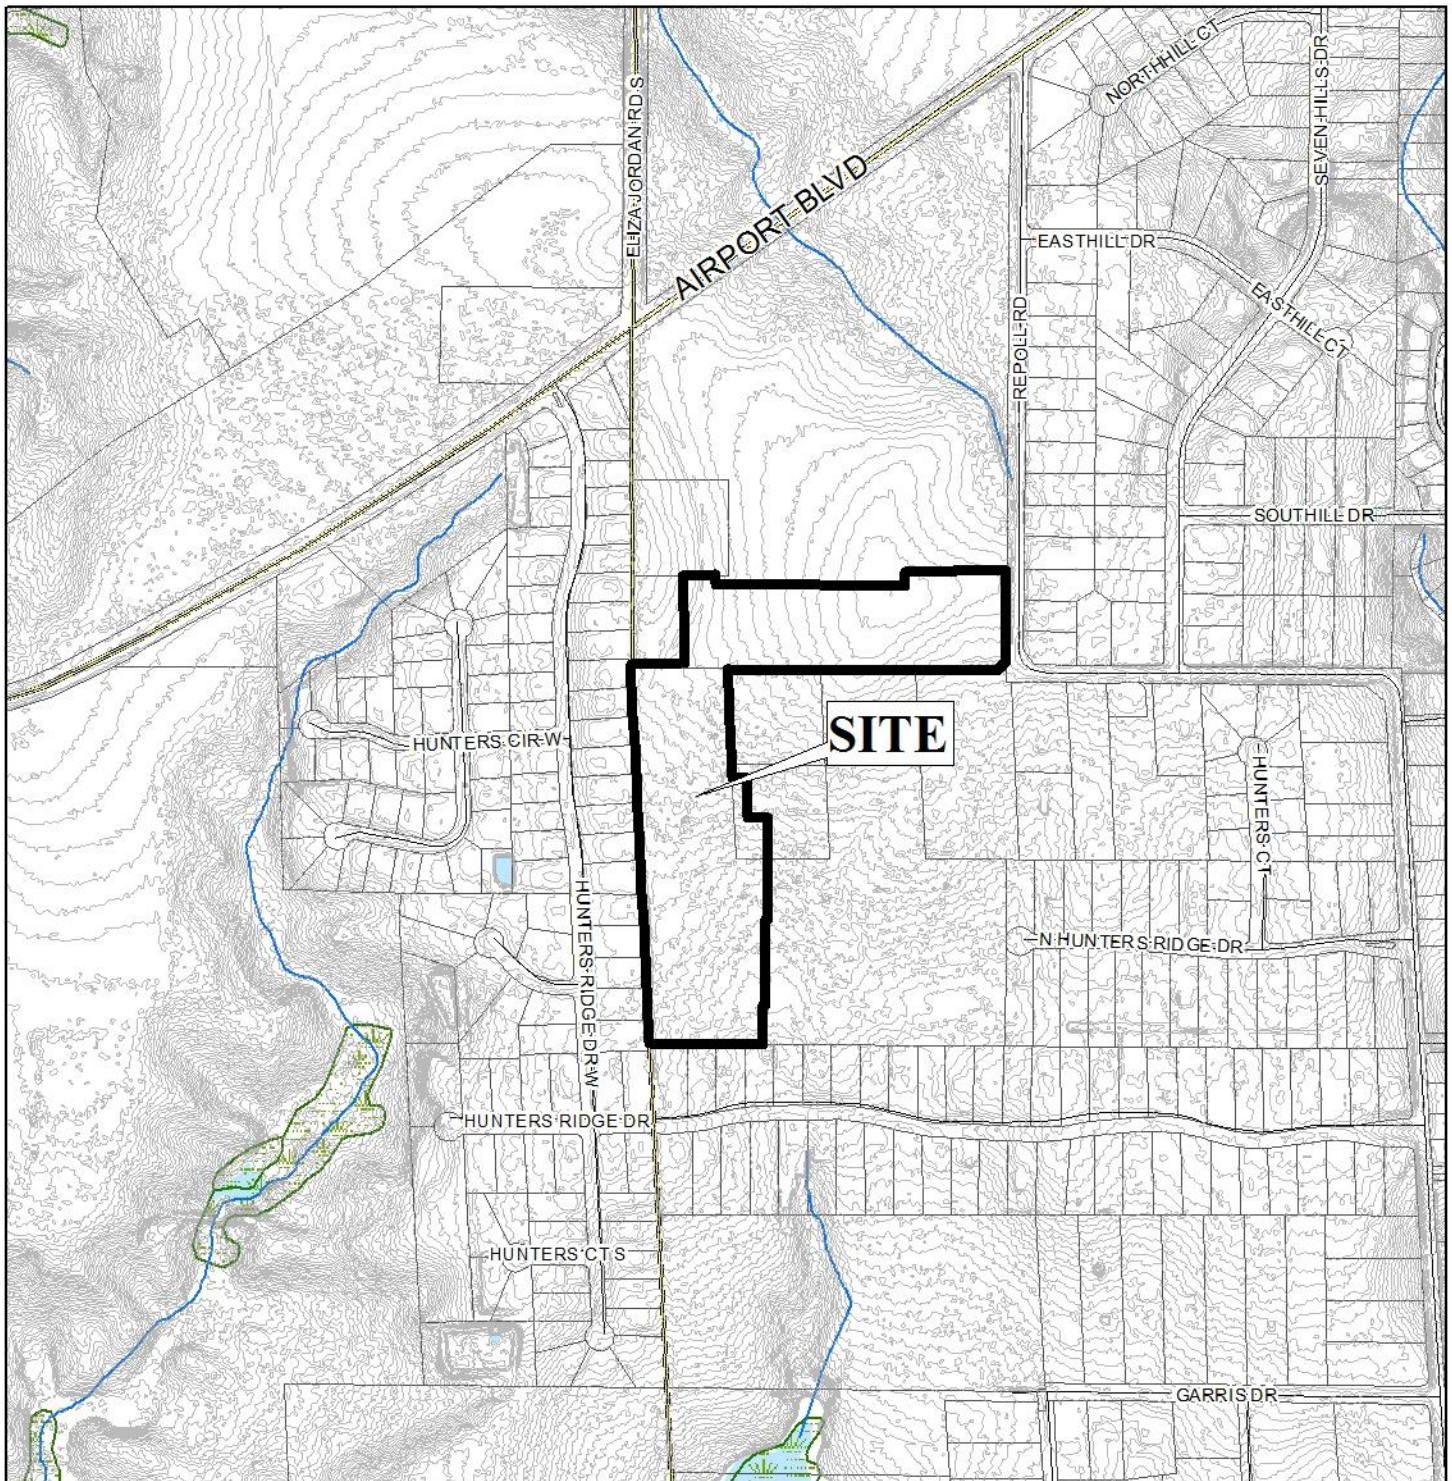 NORTHHILL CT
SEVEN HILLS DR
ELIZA JORDAN RD S
AIRPORT BLVD
EASTHILL DR
EASTHILL CT
REPOLL RD
SOUTHILL DR
SITE
HUNTERS CIR W
HUNTERS CT
HUNTERS RIDGE DR W
N HUNTERS RIDGE DR
HUNTERS RIDGE DR
HUNTERS CT S
GARRIS DR